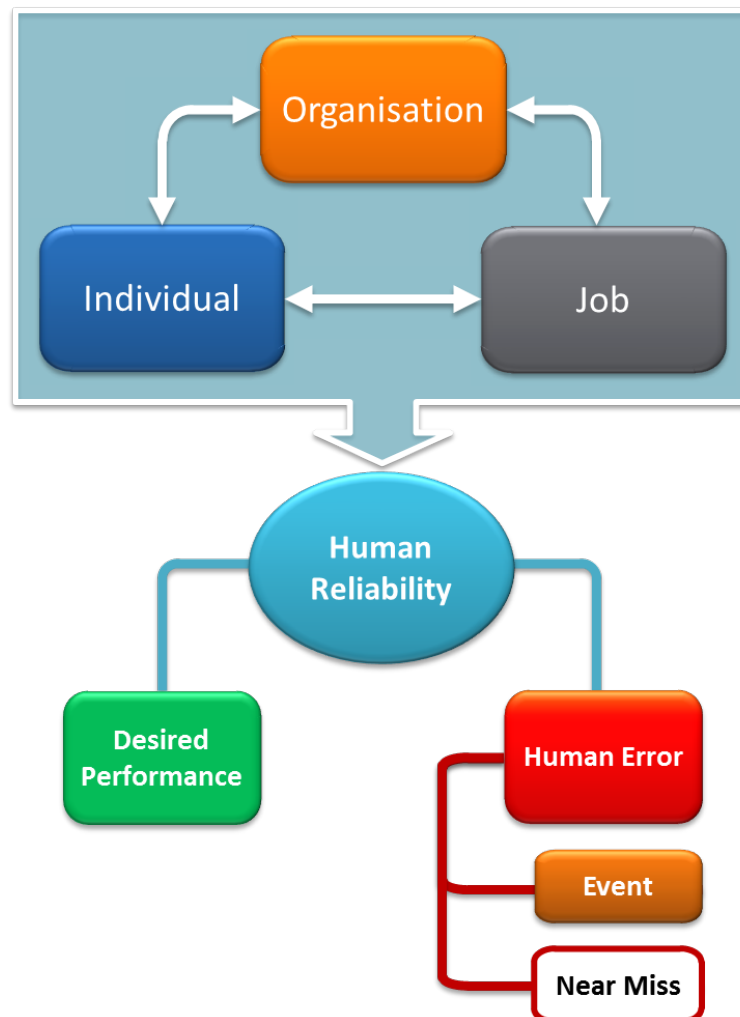 Organisation
Individual
Job
Human
Reliability
Desired
Performance
Human Error
Event
Near Miss